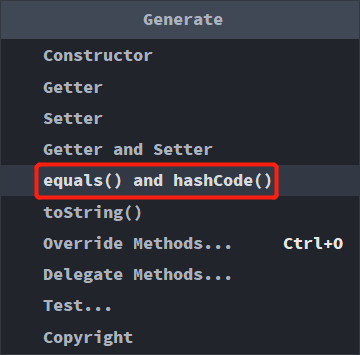 Generate
Constructor
Getter
Setter
Getter and Setter
equals() and hashCode()
toString()
Override Methods... Ctrl+O
Delegate Methods...
Test...
Copyright